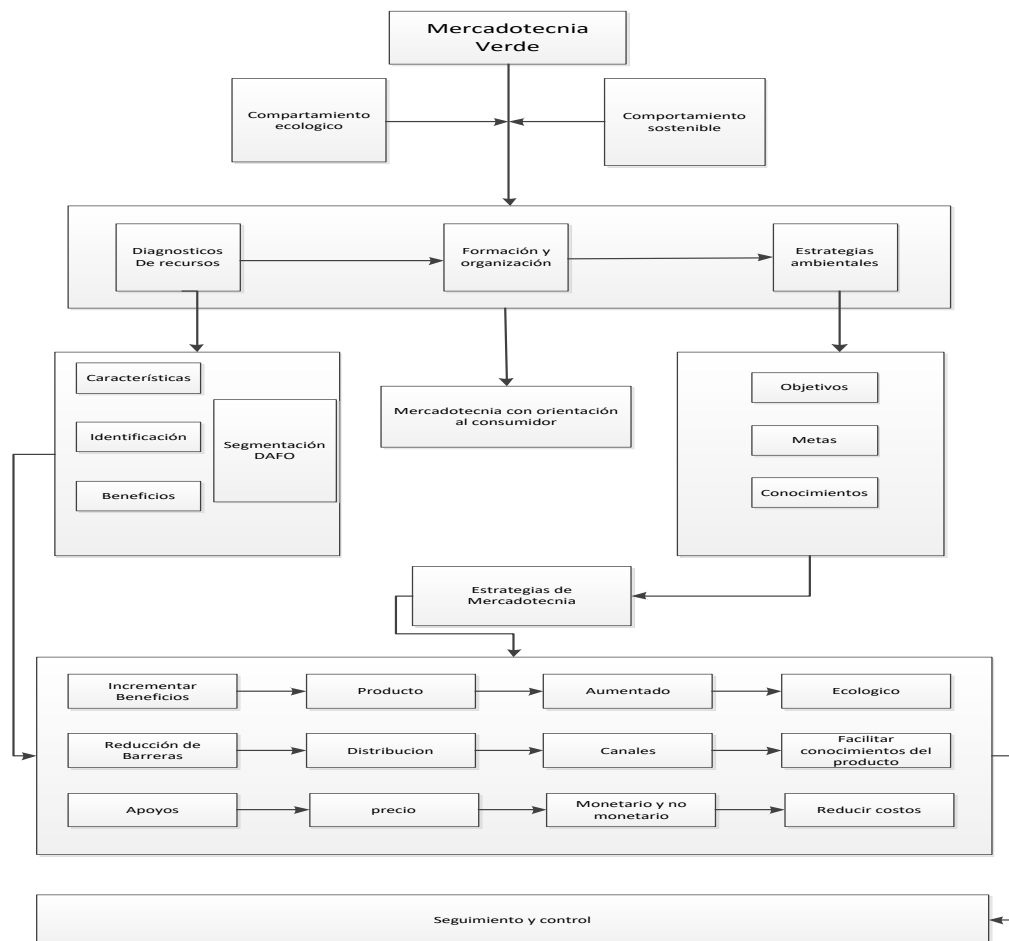 Mercadotecnia
Verde
Compartamiento
ecologico
Comportamiento
sostenible
Diagnosticos
De recursos
Formación y
organización
Estrategias
ambientales
Características
Identificación
Beneficios
Segmentación
DAFO
Mercadotecnia con orientación
al consumidor
Objetivos
Metas
Conocimientos
Estrategias de
Mercadotecnia
Incrementar
Beneficios
Producto
Aumentado
Ecologico
Reducción de
Barreras
Distribucion
Canales
Facilitar
conocimientos del
producto
Apoyos
precio
Monetario y no
monetario
Reducir costos
Seguimiento y control